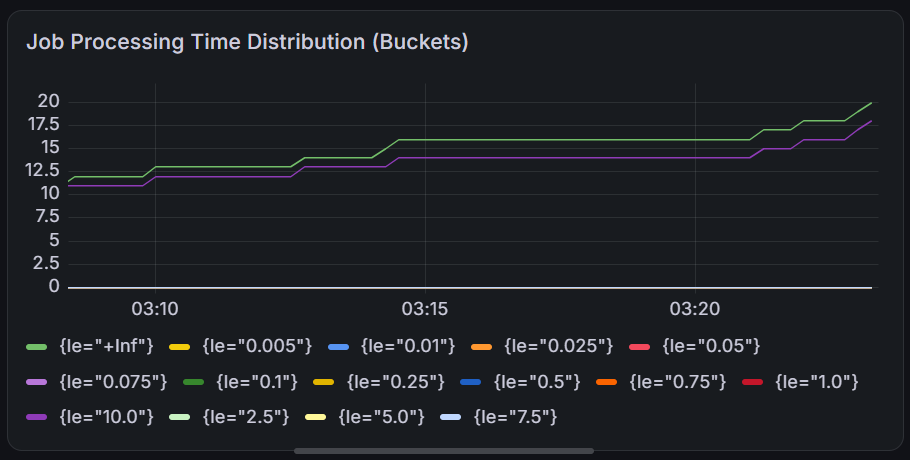 Job Processing Time Distribution (Buckets)
20
17.5
15
12.5
10
7.5
5
2.5
0
03:10 03:15 03:20
{le="+Inf"} {le="0.005"} {le="0.01"} {le="0.025"} {le="0.05"}
{le="0.075"} {le="0.1"} {le="0.25"} {le="0.5"} {le="0.75"} {le="1.0"}
{le="10.0"} {le="2.5"} {le="5.0"} {le="7.5"}